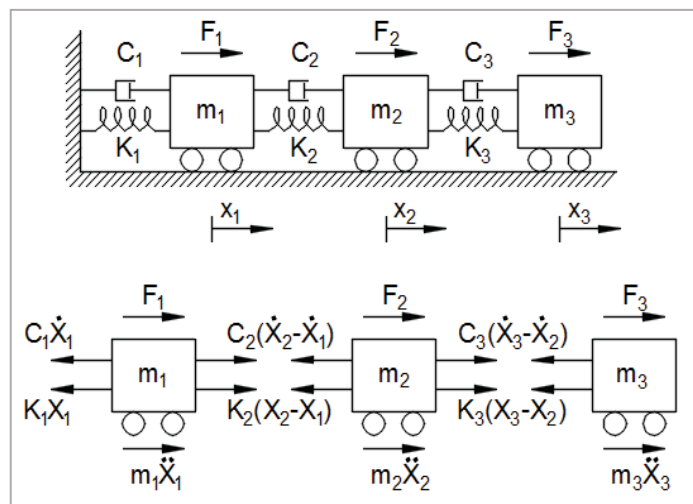 F₁ F₂ F₃
C₁ C₂ C₃
m₁ m₂ m₃
K₁ K₂ K₃
x₁ x₂ x₃
F₁ F₂ F₃
C₁Ẋ₁ C₂(Ẋ₂-Ẋ₁) C₃(Ẋ₃-Ẋ₂)
m₁ m₂ m₃
K₁X₁ K₂(X₂-X₁) K₃(X₃-X₂)
m₁Ẍ₁ m₂Ẍ₂ m₃Ẍ₃